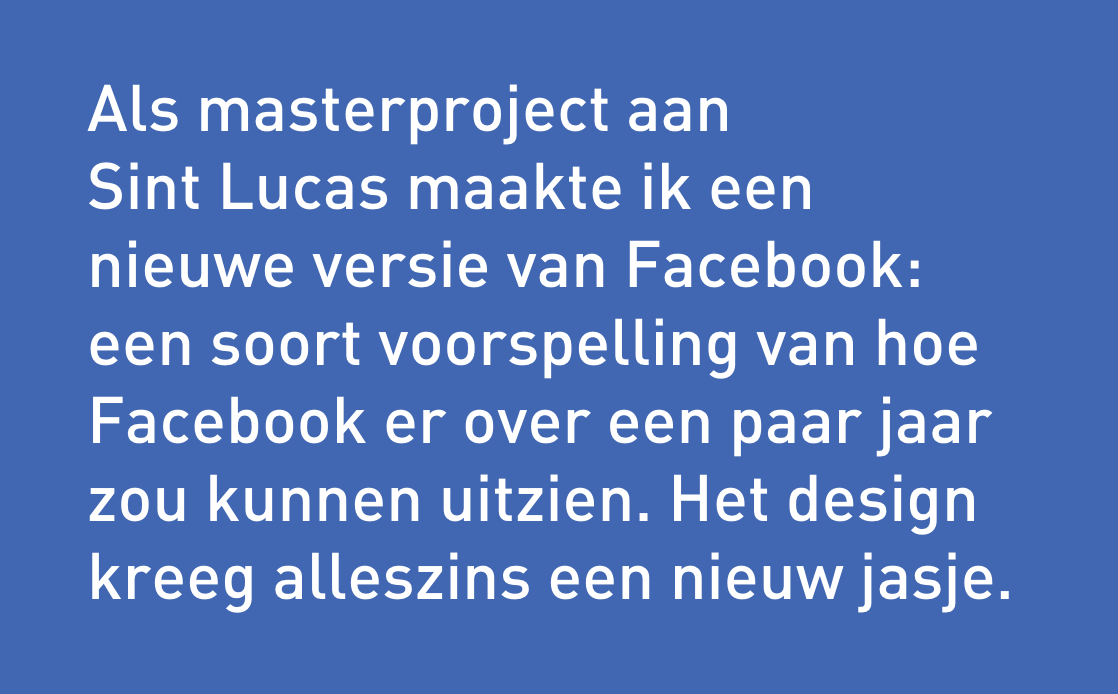 Als masterproject aan
Sint Lucas maakte ik een
nieuwe versie van Facebook:
een soort voorspelling van hoe
Facebook er over een paar jaar
zou kunnen uitzien. Het design
kreeg alleszins een nieuw jasje.